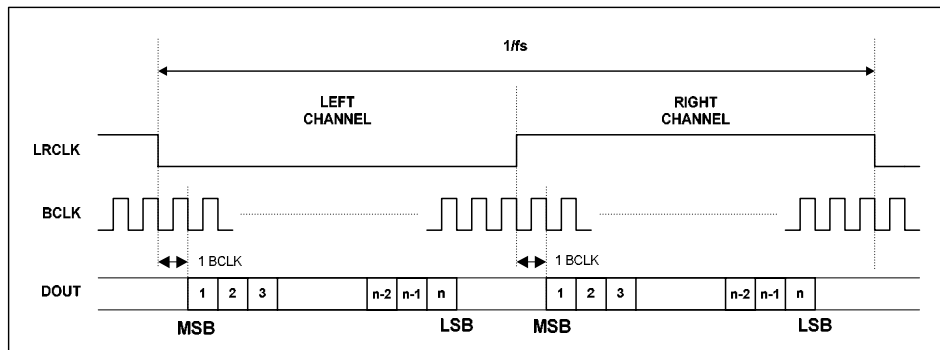 1/fs
LEFT
CHANNEL
RIGHT
CHANNEL
LRCLK
BCLK
1 BCLK
1 BCLK
DOUT
1 2 3 n-2 n-1 n 1 2 3 n-2 n-1 n
MSB LSB MSB LSB